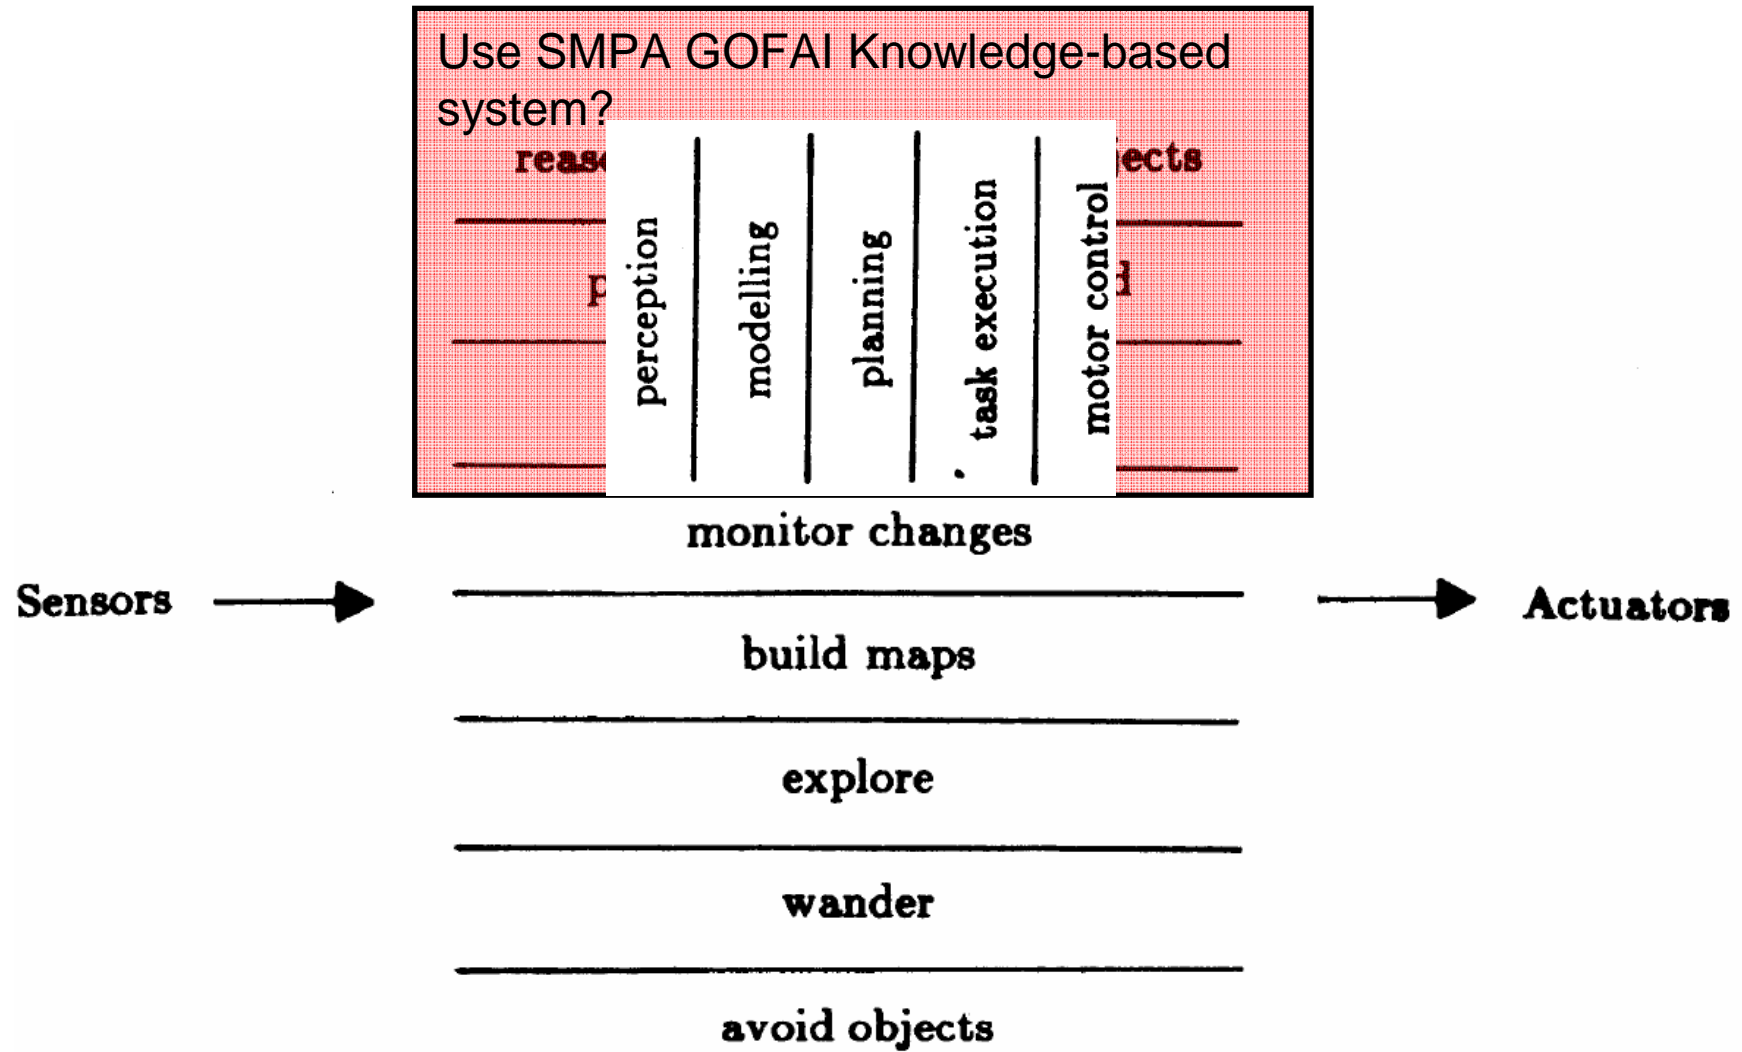 Use SMPA GOFAI Knowledge-based
system?
perception
modelling
planning
task execution
motor control
monitor changes
Sensors
Actuators
build maps
explore
wander
avoid objects